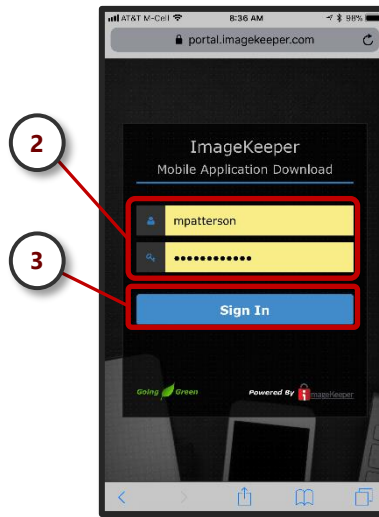 AT&T M-Cell 8:36 AM 98%
portal.imagekeeper.com
2
ImageKeeper
Mobile Application Download
mpatterson
••••••••••••
3
Sign In
Going Green Powered By ImageKeeper